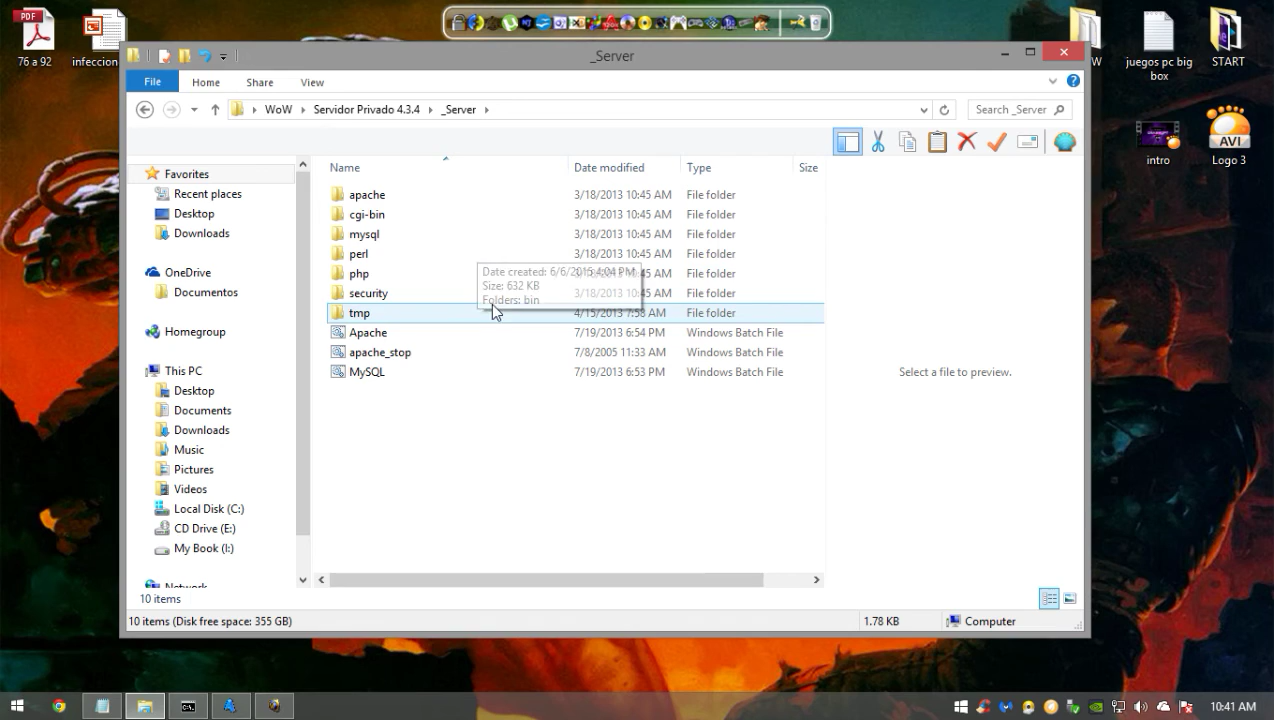 PDF
76 a 92
infeccion
W
juegos pc big
box
START
intro
AVI
Logo 3
_Server
File
Home
Share
View
WoW
Servidor Privado 4.3.4
_Server
Search _Server
Favorites
Recent places
Desktop
Downloads
OneDrive
Documentos
Homegroup
This PC
Desktop
Documents
Downloads
Music
Pictures
Videos
Local Disk (C:)
CD Drive (E:)
My Book (I:)
Network
Name Date modified Type Size
apache 3/18/2013 10:45 AM File folder
cgi-bin 3/18/2013 10:45 AM File folder
mysql 3/18/2013 10:45 AM File folder
perl 3/18/2013 10:45 AM File folder
php 3/18/2013 10:45 AM File folder
security 3/18/2013 10:45 AM File folder
tmp 4/15/2013 7:58 AM File folder
Apache 7/19/2013 6:54 PM Windows Batch File
apache_stop 7/8/2005 11:33 AM Windows Batch File
MySQL 7/19/2013 6:53 PM Windows Batch File
Date created: 6/6/2015 4:04 PM
Size: 632 KB
Folders: bin
Select a file to preview.
10 items
10 items (Disk free space: 355 GB)
1.78 KB
Computer
10:41 AM